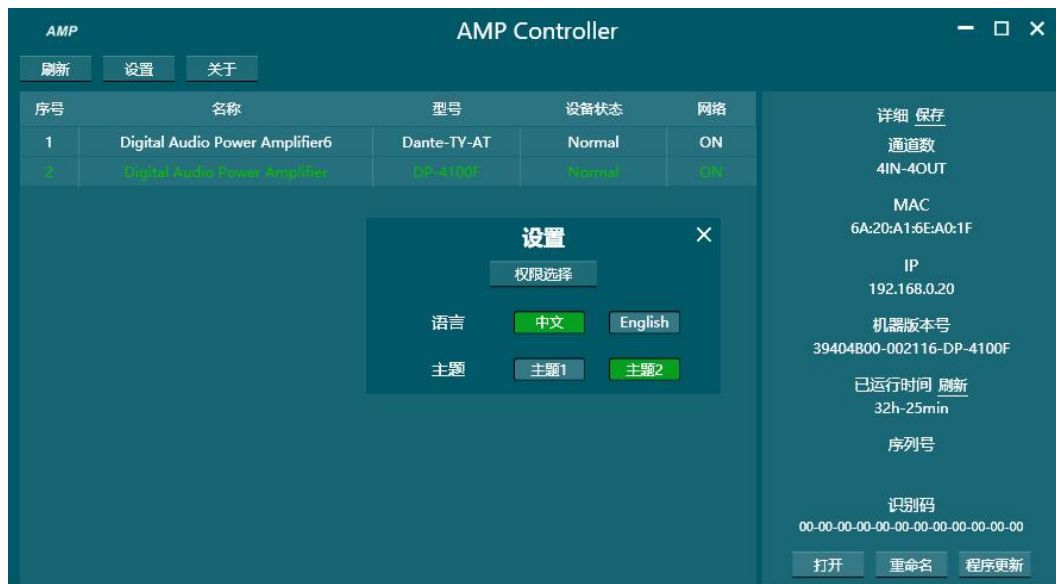 AMP
AMP Controller
刷新 设置 关于
序号 名称 型号 设备状态 网络
1 Digital Audio Power Amplifier6 Dante-TY-AT Normal ON
2 Digital Audio Power Amplifier DP-4100F Normal ON
设置
权限选择
语言 中文 English
主题 主题1 主题2
详细 保存
通道数
4IN-4OUT
MAC
6A:20:A1:6E:A0:1F
IP
192.168.0.20
机器版本号
39404B00-002116-DP-4100F
已运行时间 刷新
32h-25min
序列号
识别码
00-00-00-00-00-00-00-00-00-00-00-00
打开 重命名 程序更新